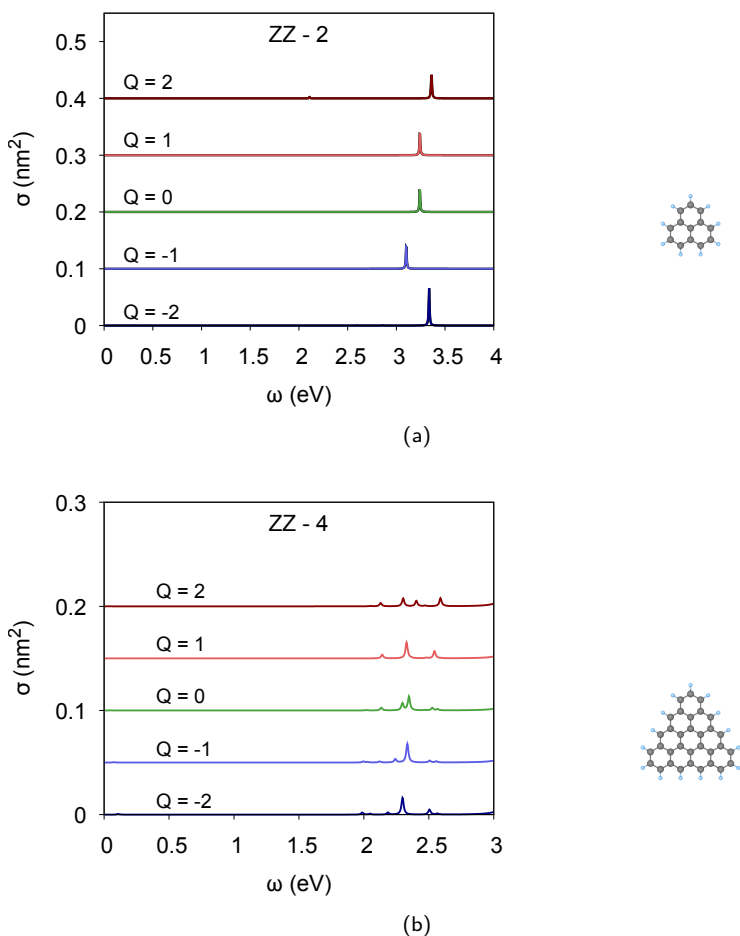 ZZ - 2
0.5
Q = 2
0.4
Q = 1
0.3
Q = 0
0.2
Q = -1
0.1
Q = -2
0
σ (nm²)
0 0.5 1 1.5 2 2.5 3 3.5 4
ω (eV)
(a)
0.3
ZZ - 4
Q = 2
0.2
Q = 1
Q = 0
0.1
Q = -1
Q = -2
0
σ (nm²)
0 0.5 1 1.5 2 2.5 3
ω (eV)
(b)